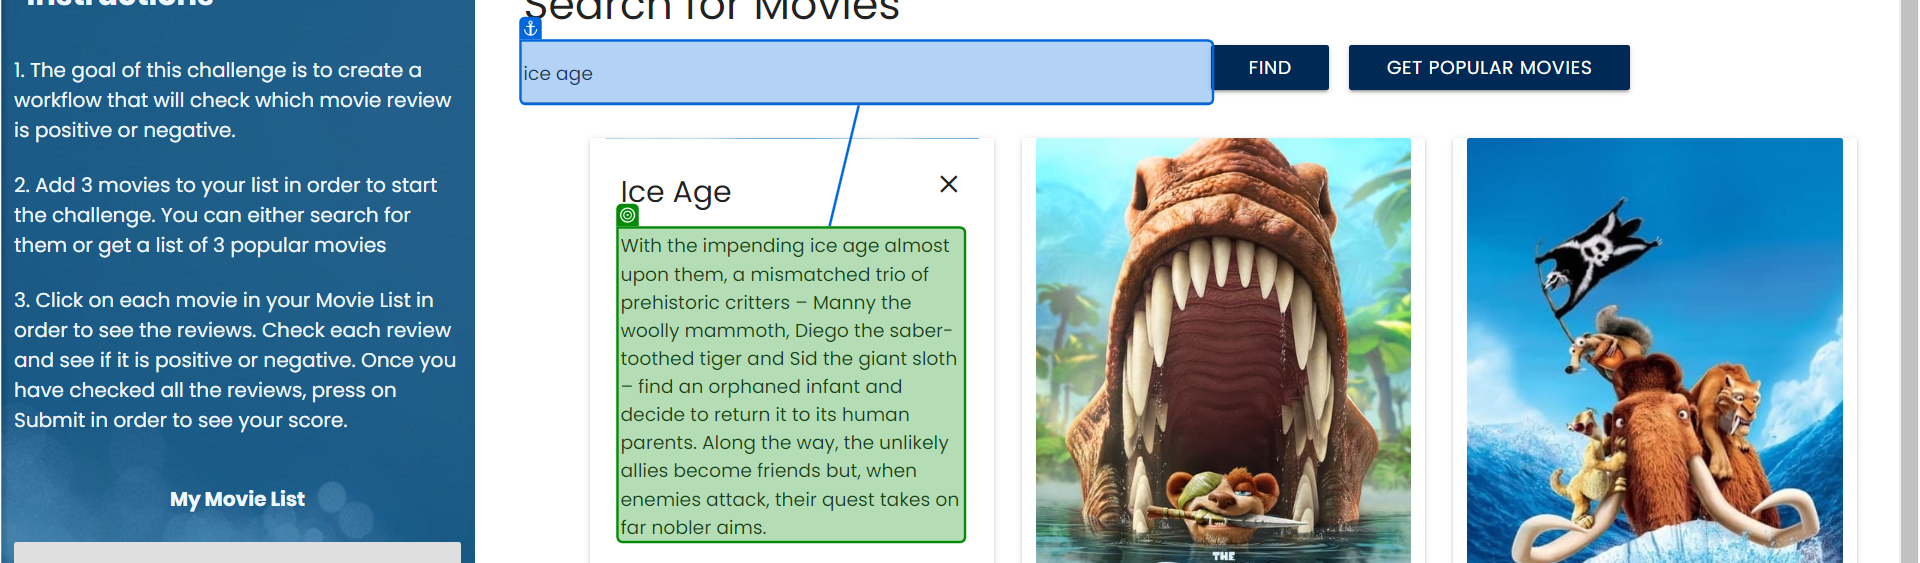 Instructions
1. The goal of this challenge is to create a
workflow that will check which movie review
is positive or negative.
2. Add 3 movies to your list in order to start
the challenge. You can either search for
them or get a list of 3 popular movies
3. Click on each movie in your Movie List in
order to see the reviews. Check each review
and see if it is positive or negative. Once you
have checked all the reviews, press on
Submit in order to see your score.
My Movie List
Search for Movies
ice age
FIND
GET POPULAR MOVIES
Ice Age
With the impending ice age almost
upon them, a mismatched trio of
prehistoric critters – Manny the
woolly mammoth, Diego the saber-
toothed tiger and Sid the giant sloth
– find an orphaned infant and
decide to return it to its human
parents. Along the way, the unlikely
allies become friends but, when
enemies attack, their quest takes on
far nobler aims.
THE